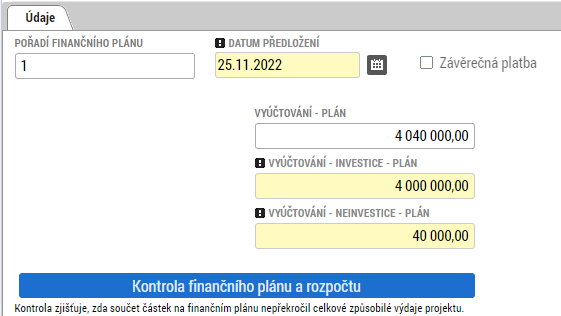 Údaje
POŘADÍ FINANČNÍHO PLÁNU
DATUM PŘEDLOŽENÍ
1
25.11.2022
Závěrečná platba
VYÚČTOVÁNÍ - PLÁN
4 040 000,00
VYÚČTOVÁNÍ - INVESTICE - PLÁN
4 000 000,00
VYÚČTOVÁNÍ - NEINVESTICE - PLÁN
40 000,00
Kontrola finančního plánu a rozpočtu
Kontrola zjišťuje, zda součet částek na finančním plánu nepřekročil celkové způsobilé výdaje projektu.